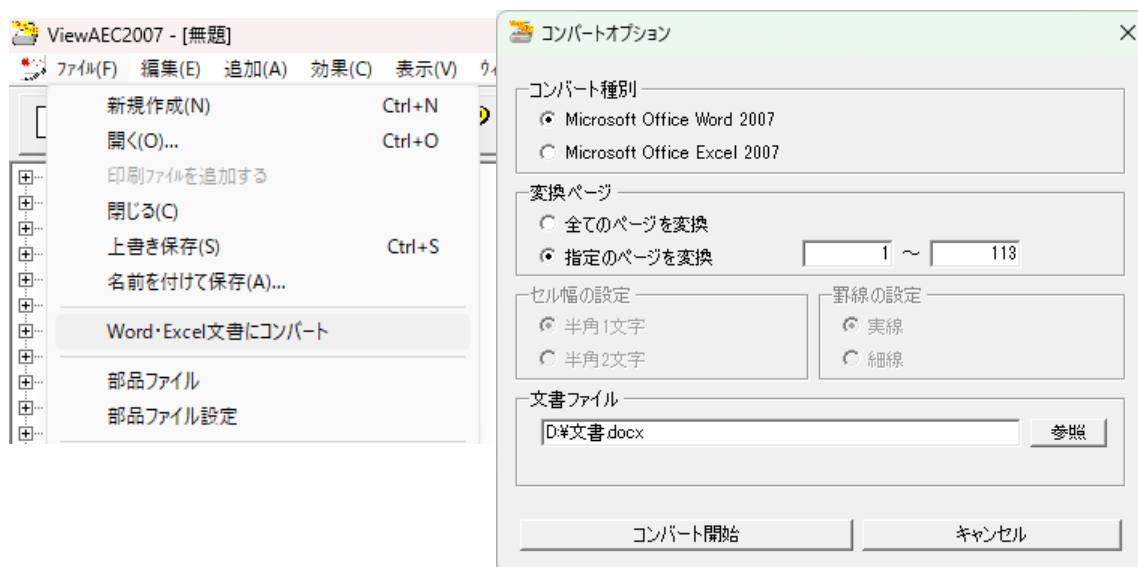 ViewAEC2007 - [無題]
ファイル(F) 編集(E) 追加(A) 効果(C) 表示(V)
新規作成(N) Ctrl+N
開く(O)... Ctrl+O
印刷ファイルを追加する
閉じる(C)
上書き保存(S) Ctrl+S
名前を付けて保存(A)...
Word・Excel文書にコンバート
部品ファイル
部品ファイル設定
コンバートオプション
コンバート種別
Microsoft Office Word 2007
Microsoft Office Excel 2007
変換ページ
全てのページを変換
指定のページを変換 1 ～ 113
セル幅の設定 罫線の設定
半角1文字 実線
半角2文字 細線
文書ファイル
D:¥文書.docx 参照
コンバート開始 キャンセル